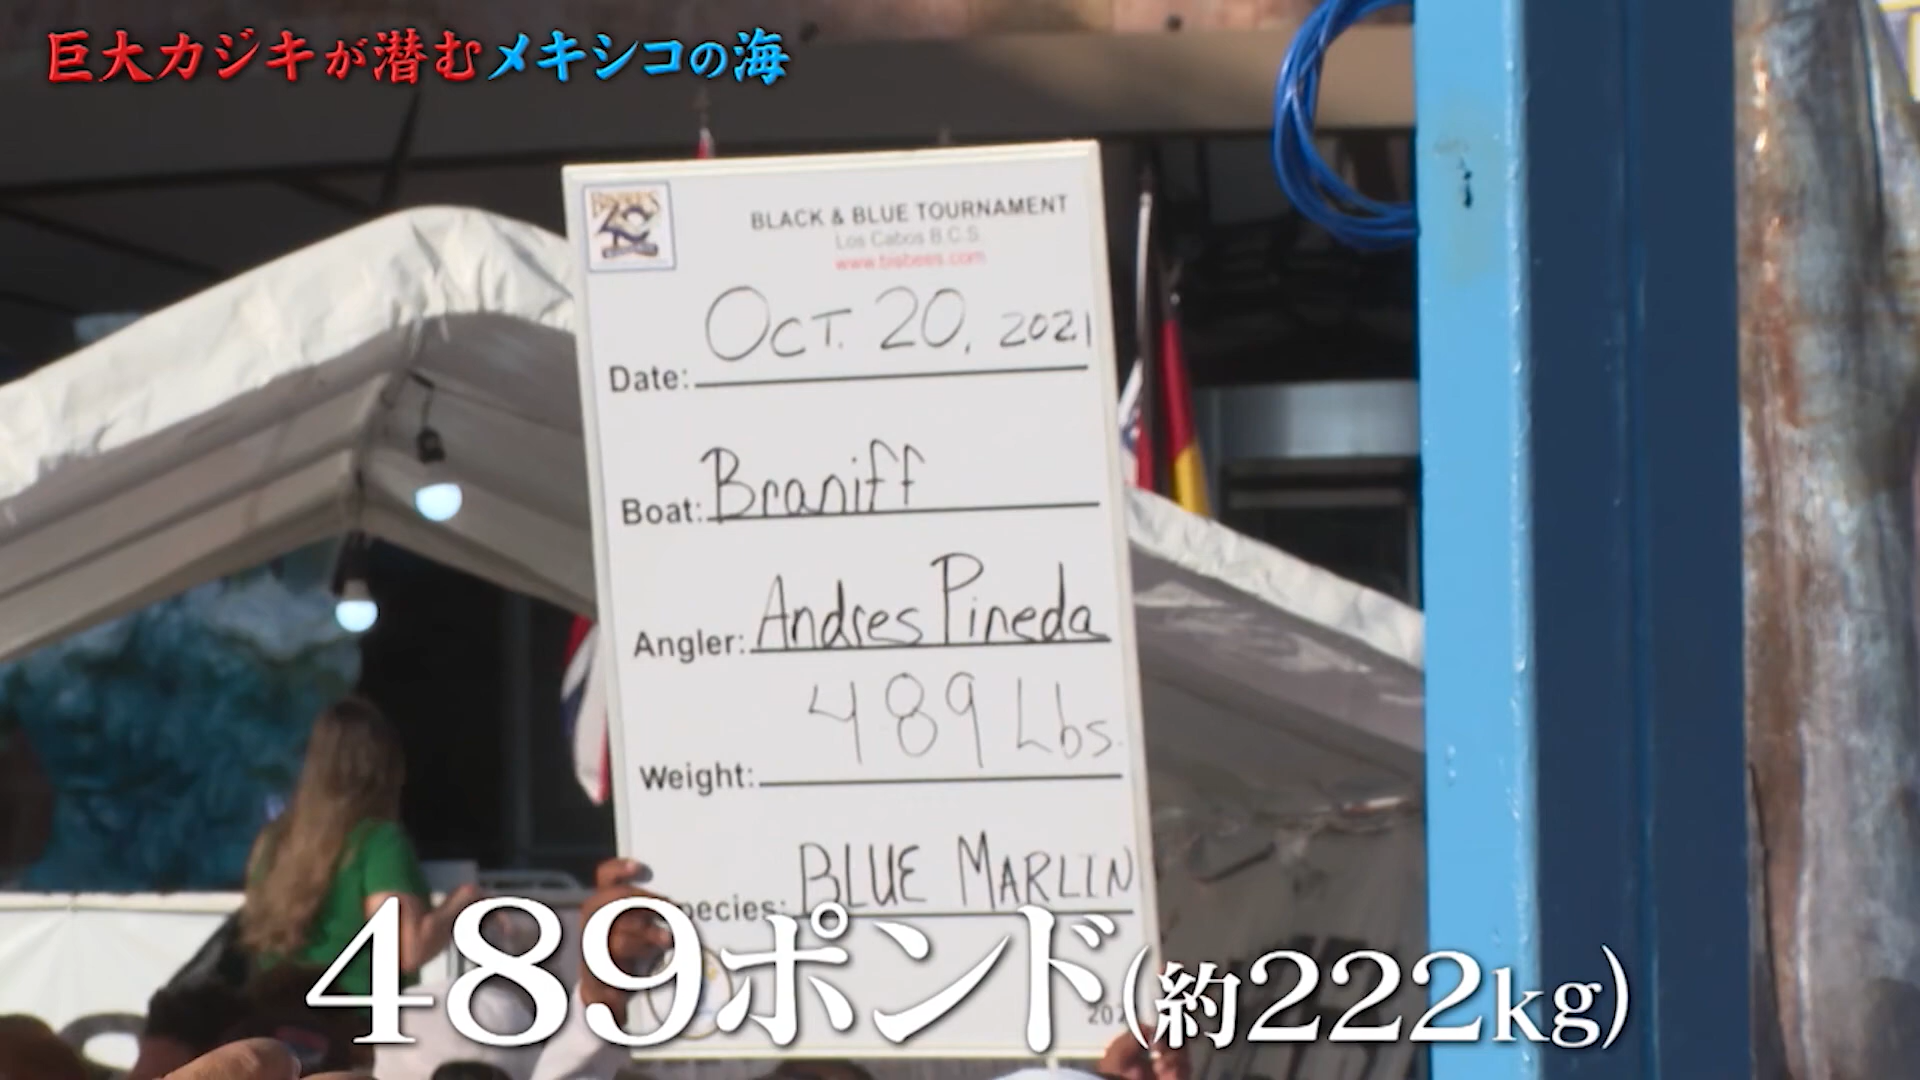 巨大カジキが潜むメキシコの海
BLACK & BLUE TOURNAMENT
Los Cabos B.C.S.
www.bisbees.com
Date: OCT. 20, 2021
Boat: Braniff
Angler: Andres Pineda
Weight: 489 Lbs.
Species: BLUE MARLIN
489ポンド(約222kg)